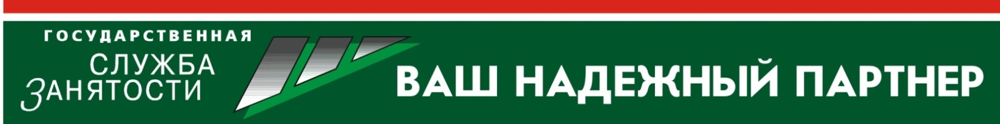 ГОСУДАРСТВЕННАЯ
СЛУЖБА
ЗАНЯТОСТИ
ВАШ НАДЕЖНЫЙ ПАРТНЕР